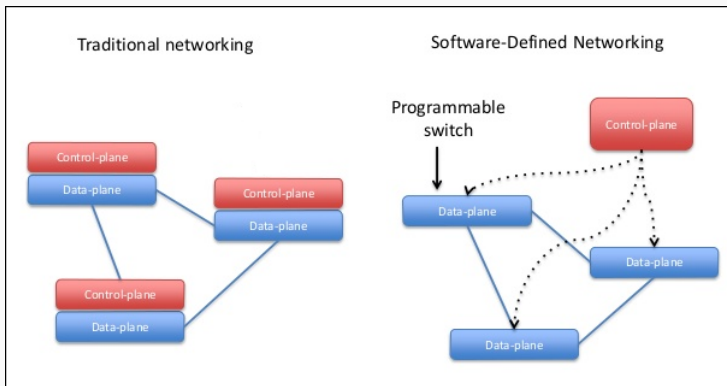 Traditional networking
Control-plane
Data-plane
Control-plane
Data-plane
Control-plane
Data-plane
Software-Defined Networking
Programmable
switch
Control-plane
Data-plane
Data-plane
Data-plane